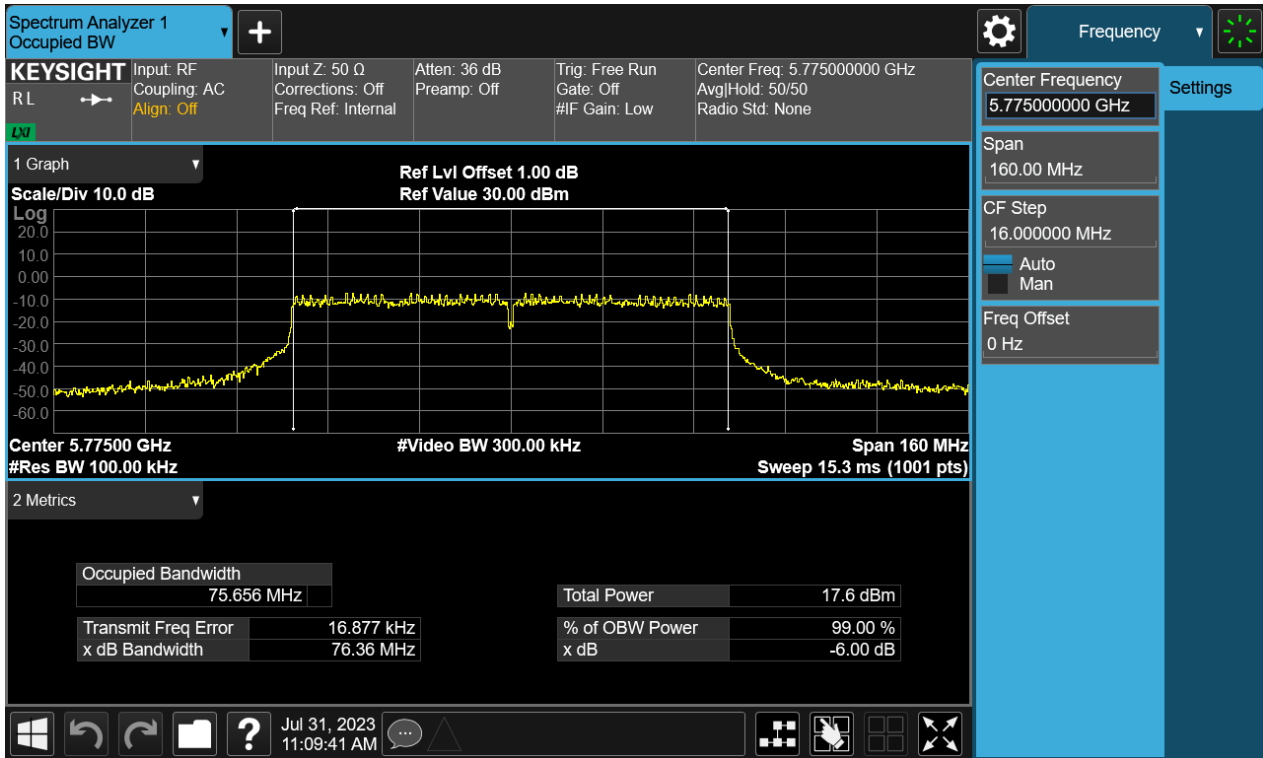 Spectrum Analyzer 1
Occupied BW
+
Frequency
KEYSIGHT
R L
LXI
Input: RF
Coupling: AC
Align: Off
Input Z: 50 Ω
Corrections: Off
Freq Ref: Internal
Atten: 36 dB
Preamp: Off
Trig: Free Run
Gate: Off
#IF Gain: Low
Center Freq: 5.775000000 GHz
Avg|Hold: 50/50
Radio Std: None
Center Frequency
5.775000000 GHz
Settings
Span
160.00 MHz
CF Step
16.000000 MHz
Auto
Man
Freq Offset
0 Hz
1 Graph
Scale/Div 10.0 dB
Ref Lvl Offset 1.00 dB
Ref Value 30.00 dBm
Log
20.0
10.0
0.00
-10.0
-20.0
-30.0
-40.0
-50.0
-60.0
Center 5.77500 GHz
#Video BW 300.00 kHz
Span 160 MHz
#Res BW 100.00 kHz
Sweep 15.3 ms (1001 pts)
2 Metrics
Occupied Bandwidth
75.656 MHz
Total Power 17.6 dBm
Transmit Freq Error 16.877 kHz
% of OBW Power 99.00 %
x dB Bandwidth 76.36 MHz
x dB -6.00 dB
?
Jul 31, 2023
11:09:41 AM